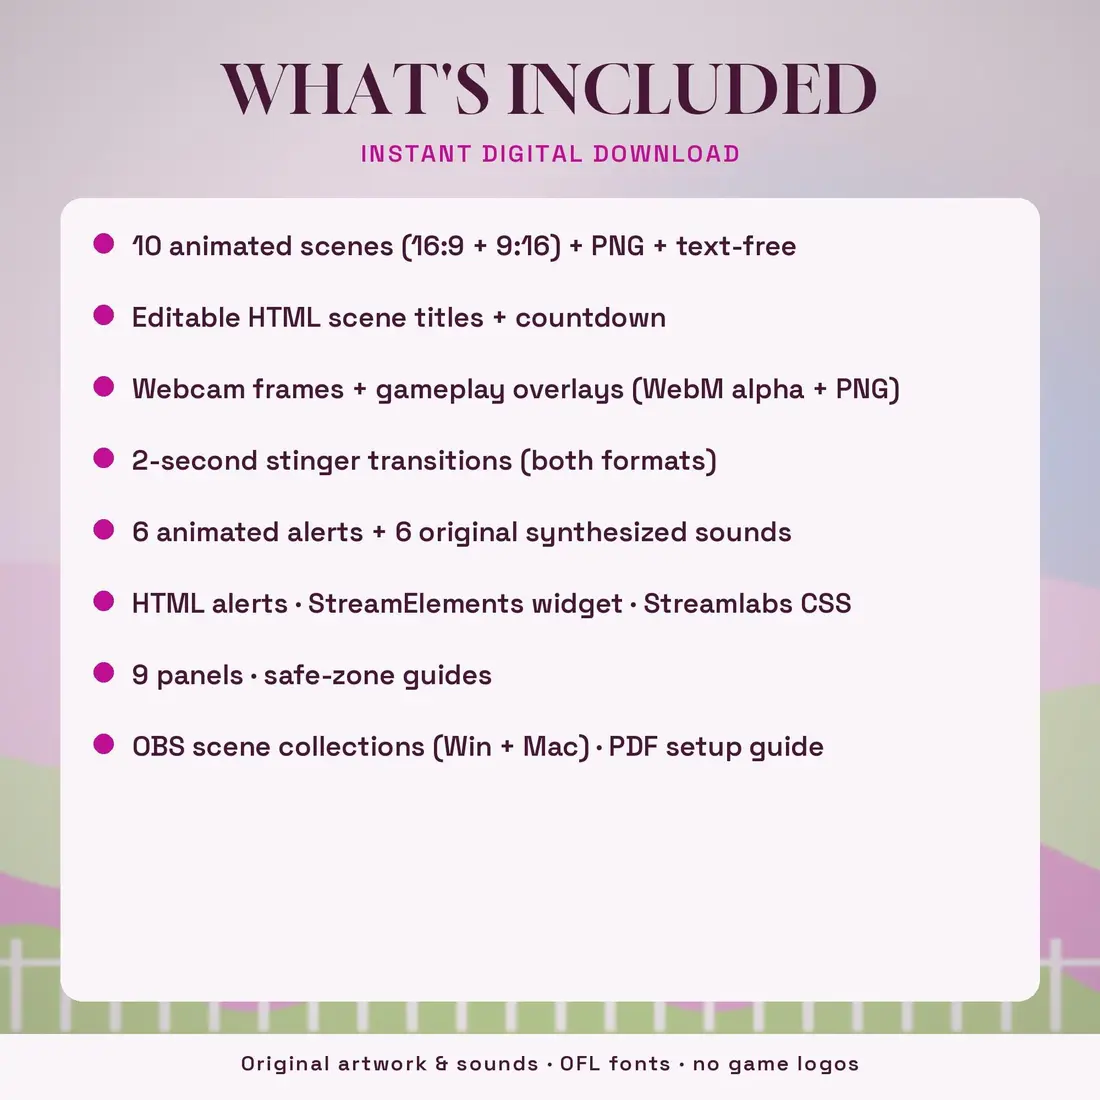 WHAT'S INCLUDED
INSTANT DIGITAL DOWNLOAD
10 animated scenes (16:9 + 9:16) + PNG + text-free
Editable HTML scene titles + countdown
Webcam frames + gameplay overlays (WebM alpha + PNG)
2-second stinger transitions (both formats)
6 animated alerts + 6 original synthesized sounds
HTML alerts · StreamElements widget · Streamlabs CSS
9 panels · safe-zone guides
OBS scene collections (Win + Mac) · PDF setup guide
Original artwork & sounds · OFL fonts · no game logos